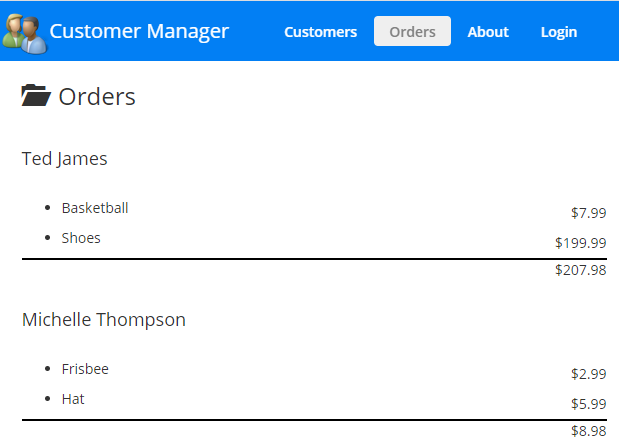 Customer Manager Customers Orders About Login
Orders
Ted James
Basketball $7.99
Shoes $199.99
$207.98
Michelle Thompson
Frisbee $2.99
Hat $5.99
$8.98